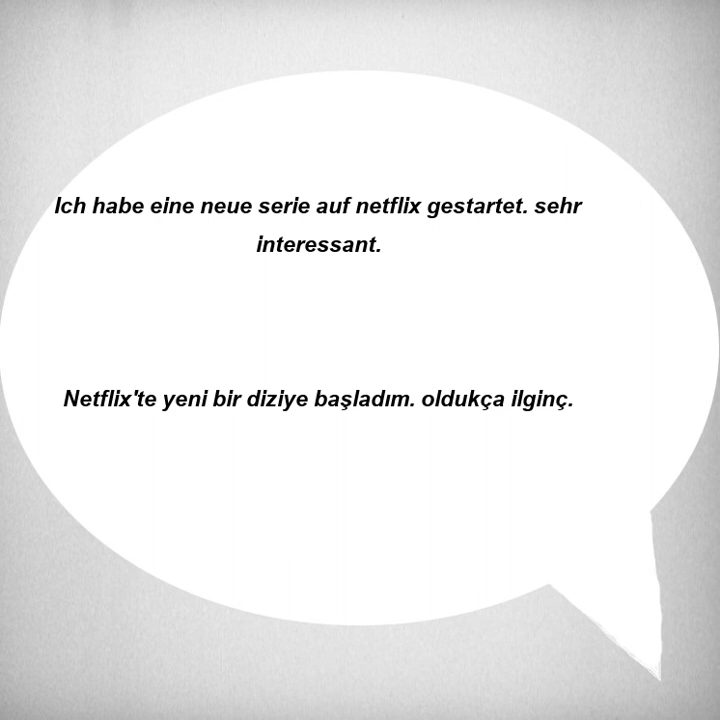 Ich habe eine neue serie auf netflix gestartet. sehr
interessant.
Netflix'te yeni bir diziye başladım. oldukça ilginç.